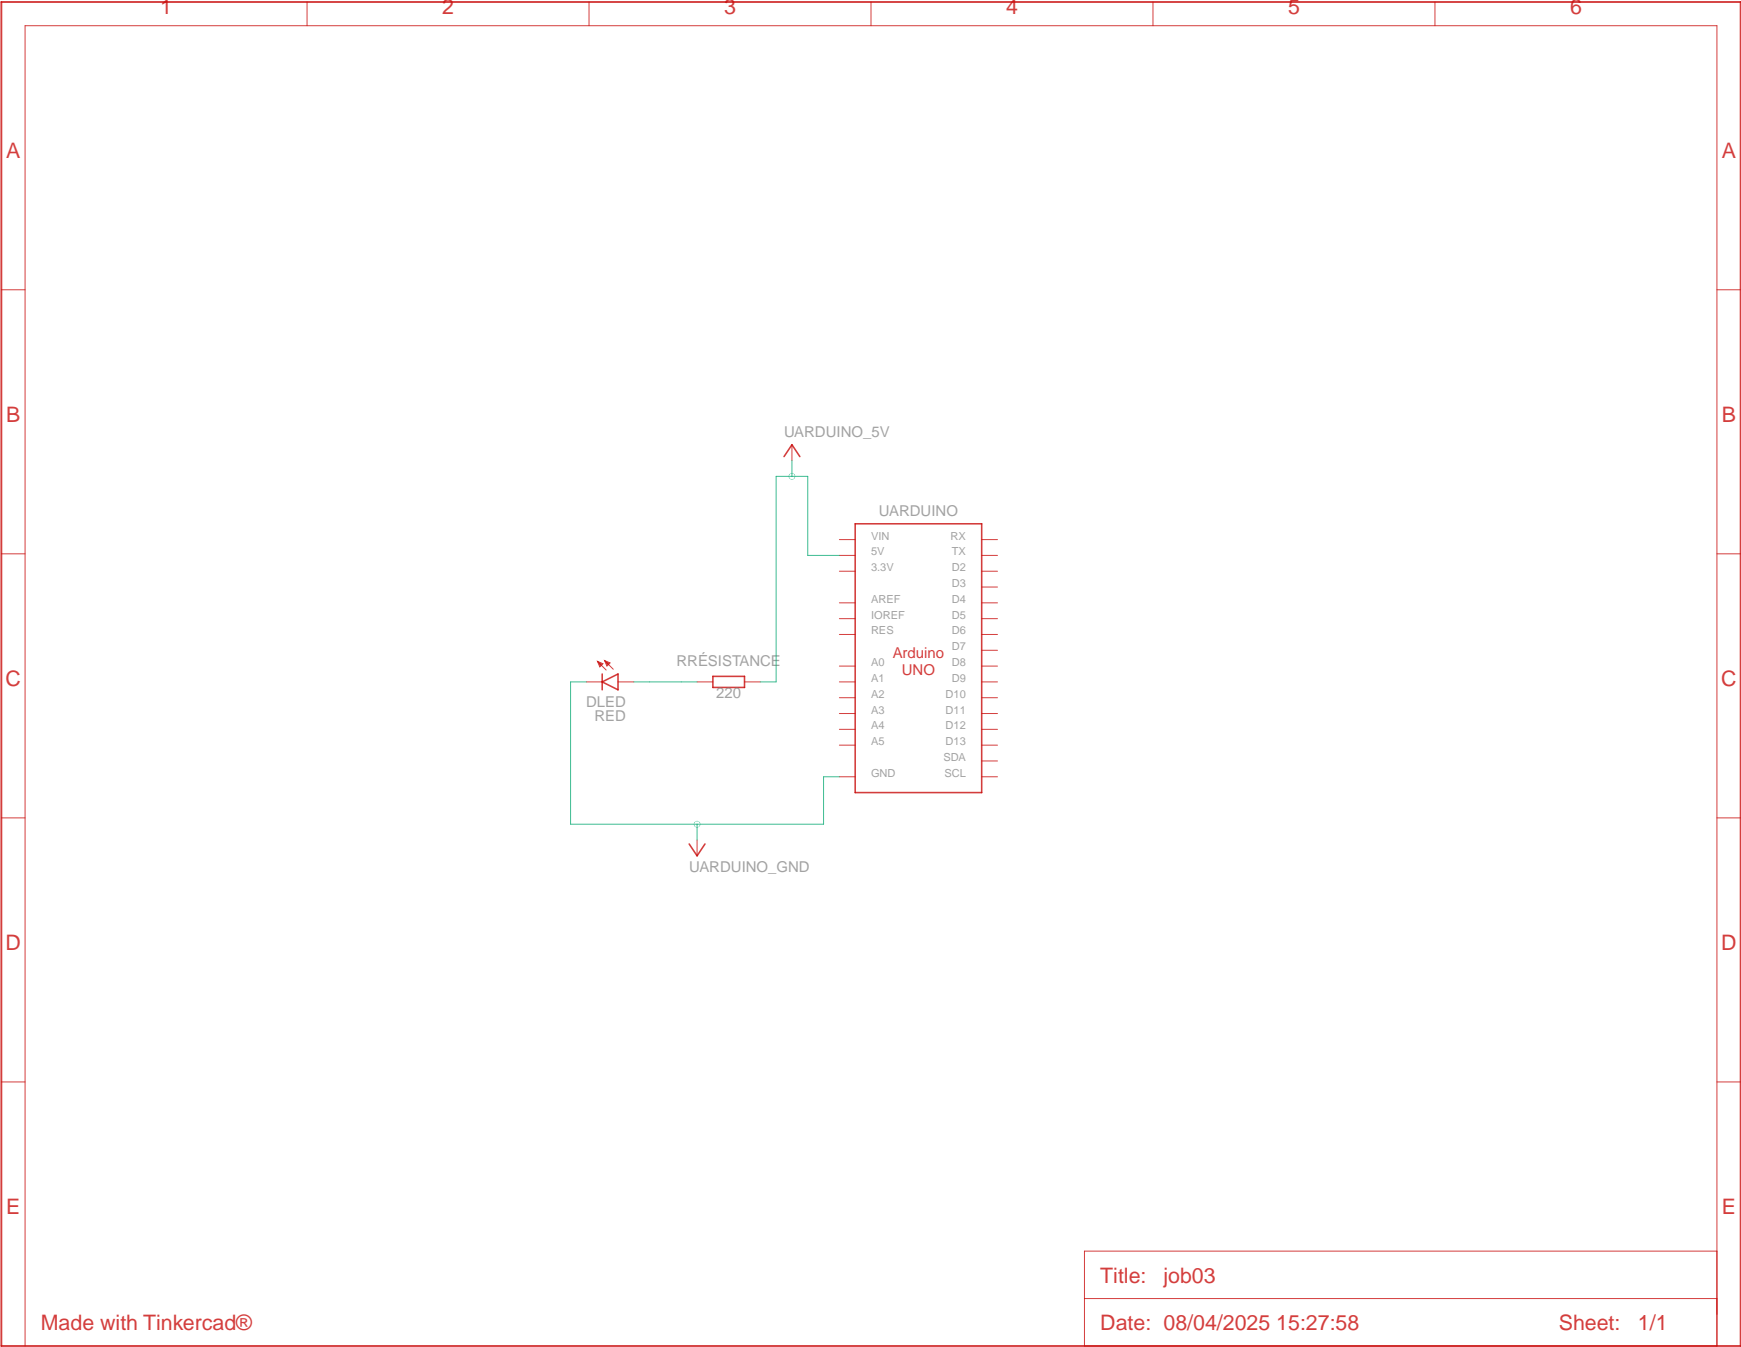 1 2 3 4 5 6
A A
B B
UARDUINO_5V
UARDUINO
VIN RX
5V TX
3.3V D2
D3
AREF D4
IOREF D5
RES D6
D7
Arduino
UNO
A0 D8
A1 D9
A2 D10
A3 D11
A4 D12
A5 D13
SDA
GND SCL
RRÉSISTANCE
220
C C
DLED
RED
UARDUINO_GND
D D
E E
Title: job03
Made with Tinkercad®
Date: 08/04/2025 15:27:58 Sheet: 1/1